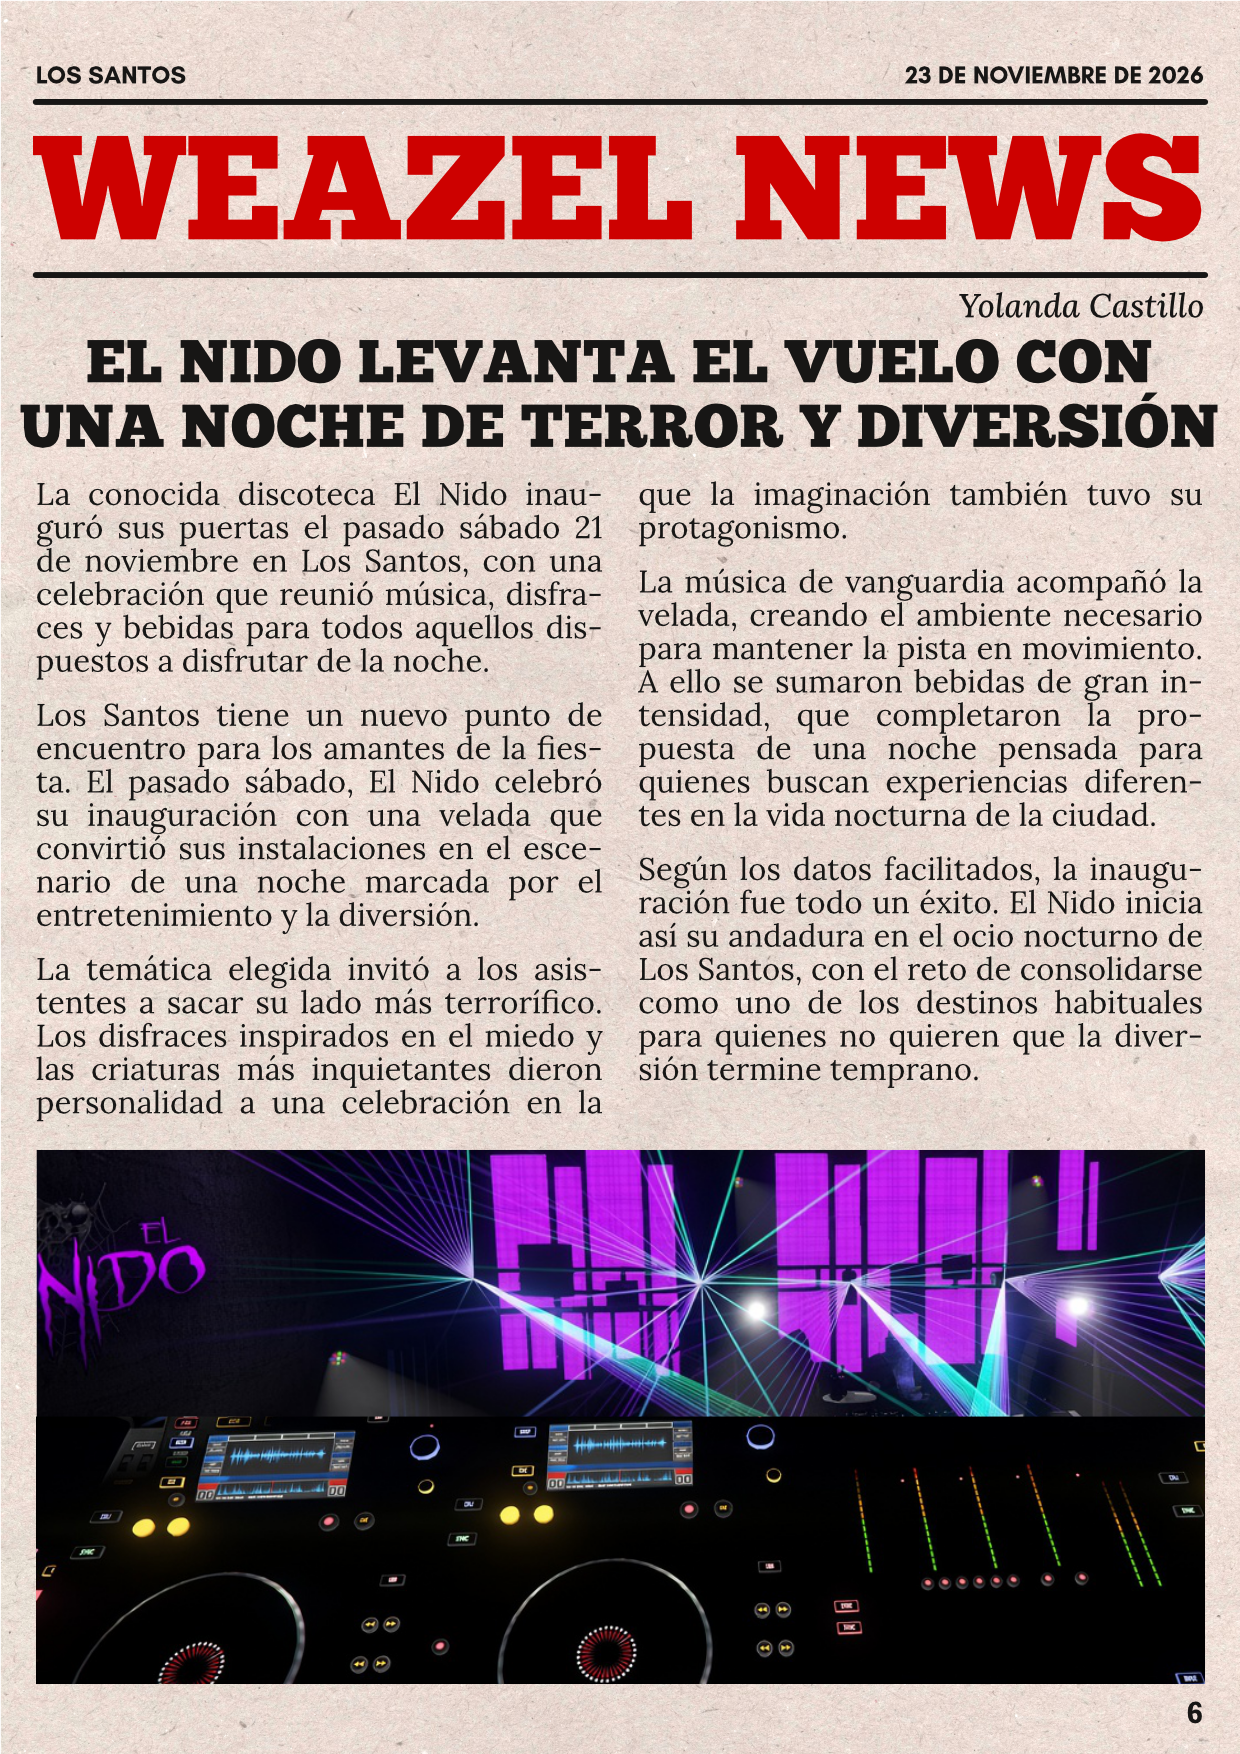 LOS SANTOS
23 DE NOVIEMBRE DE 2026
WEAZEL NEWS
Yolanda Castillo
EL NIDO LEVANTA EL VUELO CON
UNA NOCHE DE TERROR Y DIVERSIÓN
La conocida discoteca El Nido inau-
guró sus puertas el pasado sábado 21
de noviembre en Los Santos, con una
celebración que reunió música, disfra-
ces y bebidas para todos aquellos dis-
puestos a disfrutar de la noche.
Los Santos tiene un nuevo punto de
encuentro para los amantes de la fies-
ta. El pasado sábado, El Nido celebró
su inauguración con una velada que
convirtió sus instalaciones en el esce-
nario de una noche marcada por el
entretenimiento y la diversión.
La temática elegida invitó a los asis-
tentes a sacar su lado más terrorífico.
Los disfraces inspirados en el miedo y
las criaturas más inquietantes dieron
personalidad a una celebración en la
que la imaginación también tuvo su
protagonismo.
La música de vanguardia acompañó la
velada, creando el ambiente necesario
para mantener la pista en movimiento.
A ello se sumaron bebidas de gran in-
tensidad, que completaron la pro-
puesta de una noche pensada para
quienes buscan experiencias diferen-
tes en la vida nocturna de la ciudad.
Según los datos facilitados, la inaugu-
ración fue todo un éxito. El Nido inicia
así su andadura en el ocio nocturno de
Los Santos, con el reto de consolidarse
como uno de los destinos habituales
para quienes no quieren que la diver-
sión termine temprano.
EL
NIDO
6